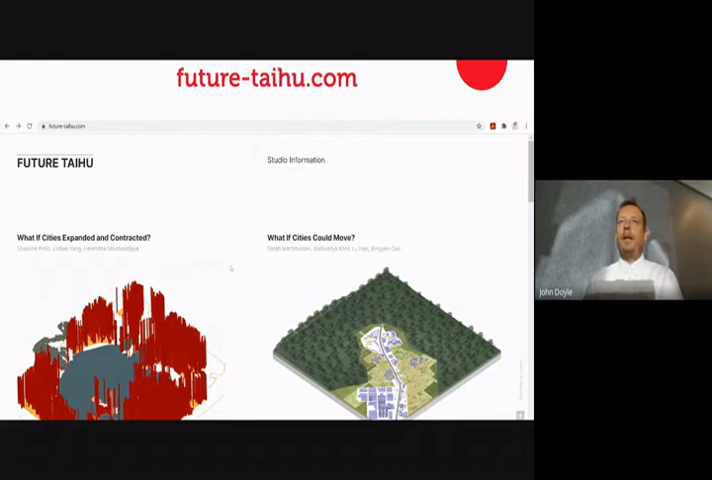 future-taihu.com
future-taihu.com
FUTURE TAIHU
Studio Information
What If Cities Expanded and Contracted?
What If Cities Could Move?
John Doyle